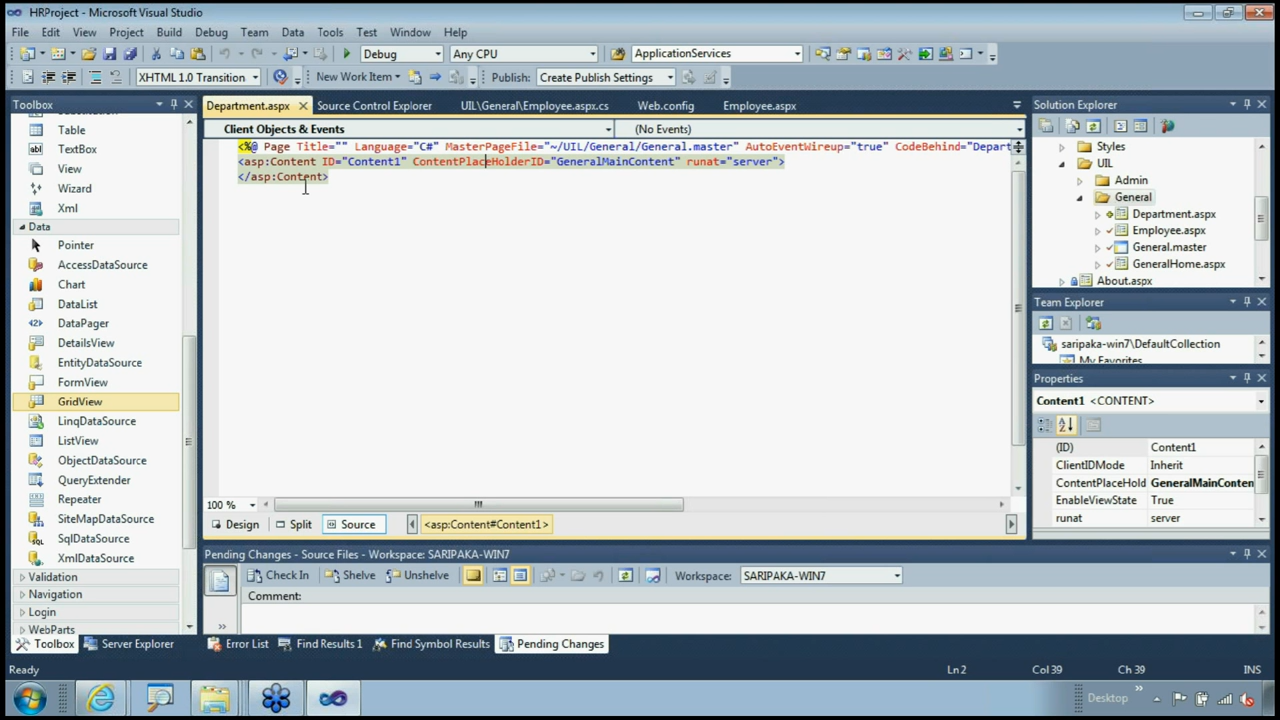 HRProject - Microsoft Visual Studio
File Edit View Project Build Debug Team Data Tools Test Window Help
Debug Any CPU ApplicationServices
XHTML 1.0 Transition New Work Item Publish: Create Publish Settings
Toolbox
Table
TextBox
View
Wizard
Xml
Data
Pointer
AccessDataSource
Chart
DataList
DataPager
DetailsView
EntityDataSource
FormView
GridView
LinqDataSource
ListView
ObjectDataSource
QueryExtender
Repeater
SiteMapDataSource
SqlDataSource
XmlDataSource
Validation
Navigation
Login
WebParts
Toolbox Server Explorer
Department.aspx Source Control Explorer UIL\General\Employee.aspx.cs Web.config Employee.aspx
Client Objects & Events (No Events)
<%@ Page Title="" Language="C#" MasterPageFile="~/UIL/General/General.master" AutoEventWireup="true" CodeBehind="Depart
<asp:Content ID="Content1" ContentPlaceHolderID="GeneralMainContent" runat="server">
</asp:Content>
100 %
Design Split Source <asp:Content#Content1>
Pending Changes - Source Files - Workspace: SARIPAKA-WIN7
Check In Shelve Unshelve Workspace: SARIPAKA-WIN7
Comment:
Error List Find Results 1 Find Symbol Results Pending Changes
Solution Explorer
Styles
UIL
Admin
General
Department.aspx
Employee.aspx
General.master
GeneralHome.aspx
About.aspx
Team Explorer
saripaka-win7\DefaultCollection
My Favorites
Properties
Content1 <CONTENT>
(ID) Content1
ClientIDMode Inherit
ContentPlaceHold GeneralMainConten
EnableViewState True
runat server
Ready Ln 2 Col 39 Ch 39 INS
Desktop